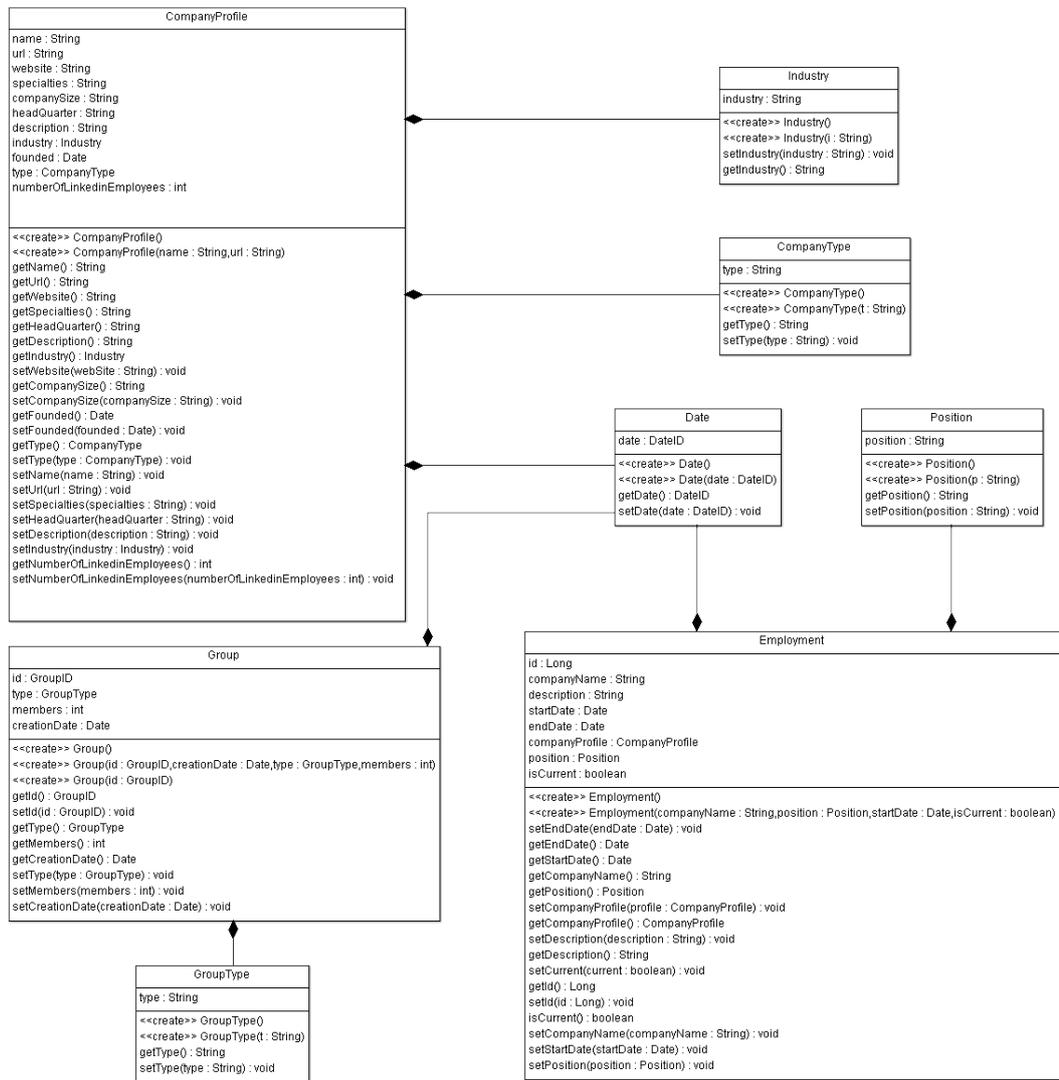 CompanyProfile
name : String
url : String
website : String
specialties : String
companySize : String
headQuarter : String
description : String
industry : Industry
founded : Date
type : CompanyType
numberOfLinkedinEmployees : int
<<create>> CompanyProfile()
<<create>> CompanyProfile(name : String,url : String)
getName() : String
getUrl() : String
getWebsite() : String
getSpecialties() : String
getHeadQuarter() : String
getDescription() : String
getIndustry() : Industry
setWebsite(webSite : String) : void
getCompanySize() : String
setCompanySize(companySize : String) : void
getFounded() : Date
setFounded(founded : Date) : void
getType() : CompanyType
setType(type : CompanyType) : void
setName(name : String) : void
setUrl(url : String) : void
setSpecialties(specialties : String) : void
setHeadQuarter(headQuarter : String) : void
setDescription(description : String) : void
setIndustry(industry : Industry) : void
getNumberOfLinkedinEmployees() : int
setNumberOfLinkedinEmployees(numberOfLinkedinEmployees : int) : void
Industry
industry : String
<<create>> Industry()
<<create>> Industry(i : String)
setIndustry(industry : String) : void
getIndustry() : String
CompanyType
type : String
<<create>> CompanyType()
<<create>> CompanyType(t : String)
getType() : String
setType(type : String) : void
Date
date : DateID
<<create>> Date()
<<create>> Date(date : DateID)
getDate() : DateID
setDate(date : DateID) : void
Position
position : String
<<create>> Position()
<<create>> Position(p : String)
getPosition() : String
setPosition(position : String) : void
Group
id : GroupID
type : GroupType
members : int
creationDate : Date
<<create>> Group()
<<create>> Group(id : GroupID,creationDate : Date,type : GroupType,members : int)
<<create>> Group(id : GroupID)
getId() : GroupID
setId(id : GroupID) : void
getType() : GroupType
getMembers() : int
getCreationDate() : Date
setType(type : GroupType) : void
setMembers(members : int) : void
setCreationDate(creationDate : Date) : void
Employment
id : Long
companyName : String
description : String
startDate : Date
endDate : Date
companyProfile : CompanyProfile
position : Position
isCurrent : boolean
<<create>> Employment()
<<create>> Employment(companyName : String,position : Position,startDate : Date,isCurrent : boolean)
setEndDate(endDate : Date) : void
getEndDate() : Date
getStartDate() : Date
getCompanyName() : String
getPosition() : Position
setCompanyProfile(profile : CompanyProfile) : void
getCompanyProfile() : CompanyProfile
setDescription(description : String) : void
getDescription() : String
setCurrent(current : boolean) : void
getId() : Long
setId(id : Long) : void
isCurrent() : boolean
setCompanyName(companyName : String) : void
setStartDate(startDate : Date) : void
setPosition(position : Position) : void
GroupType
type : String
<<create>> GroupType()
<<create>> GroupType(t : String)
getType() : String
setType(type : String) : void